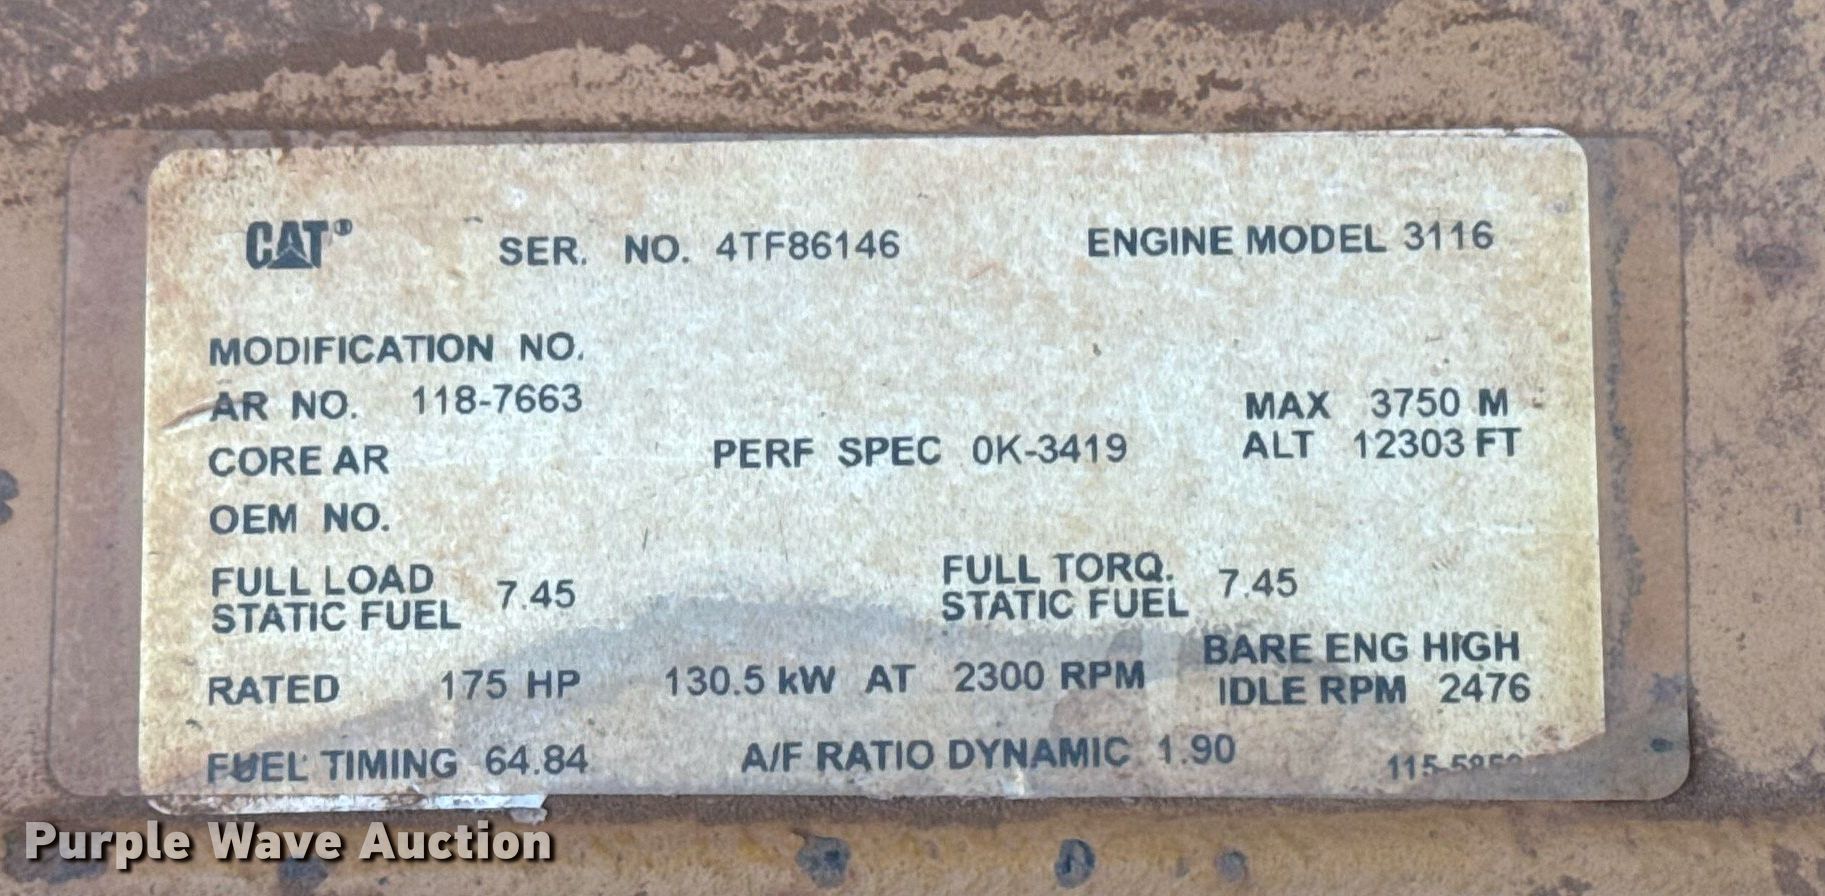 CAT® SER. NO. 4TF86146 ENGINE MODEL 3116
MODIFICATION NO.
AR NO. 118-7663
MAX 3750 M
CORE AR
PERF SPEC 0K-3419
ALT 12303 FT
OEM NO.
FULL LOAD
STATIC FUEL 7.45
FULL TORQ.
STATIC FUEL 7.45
RATED 175 HP 130.5 kW AT 2300 RPM
BARE ENG HIGH
IDLE RPM 2476
FUEL TIMING 64.84 A/F RATIO DYNAMIC 1.90
Purple Wave Auction